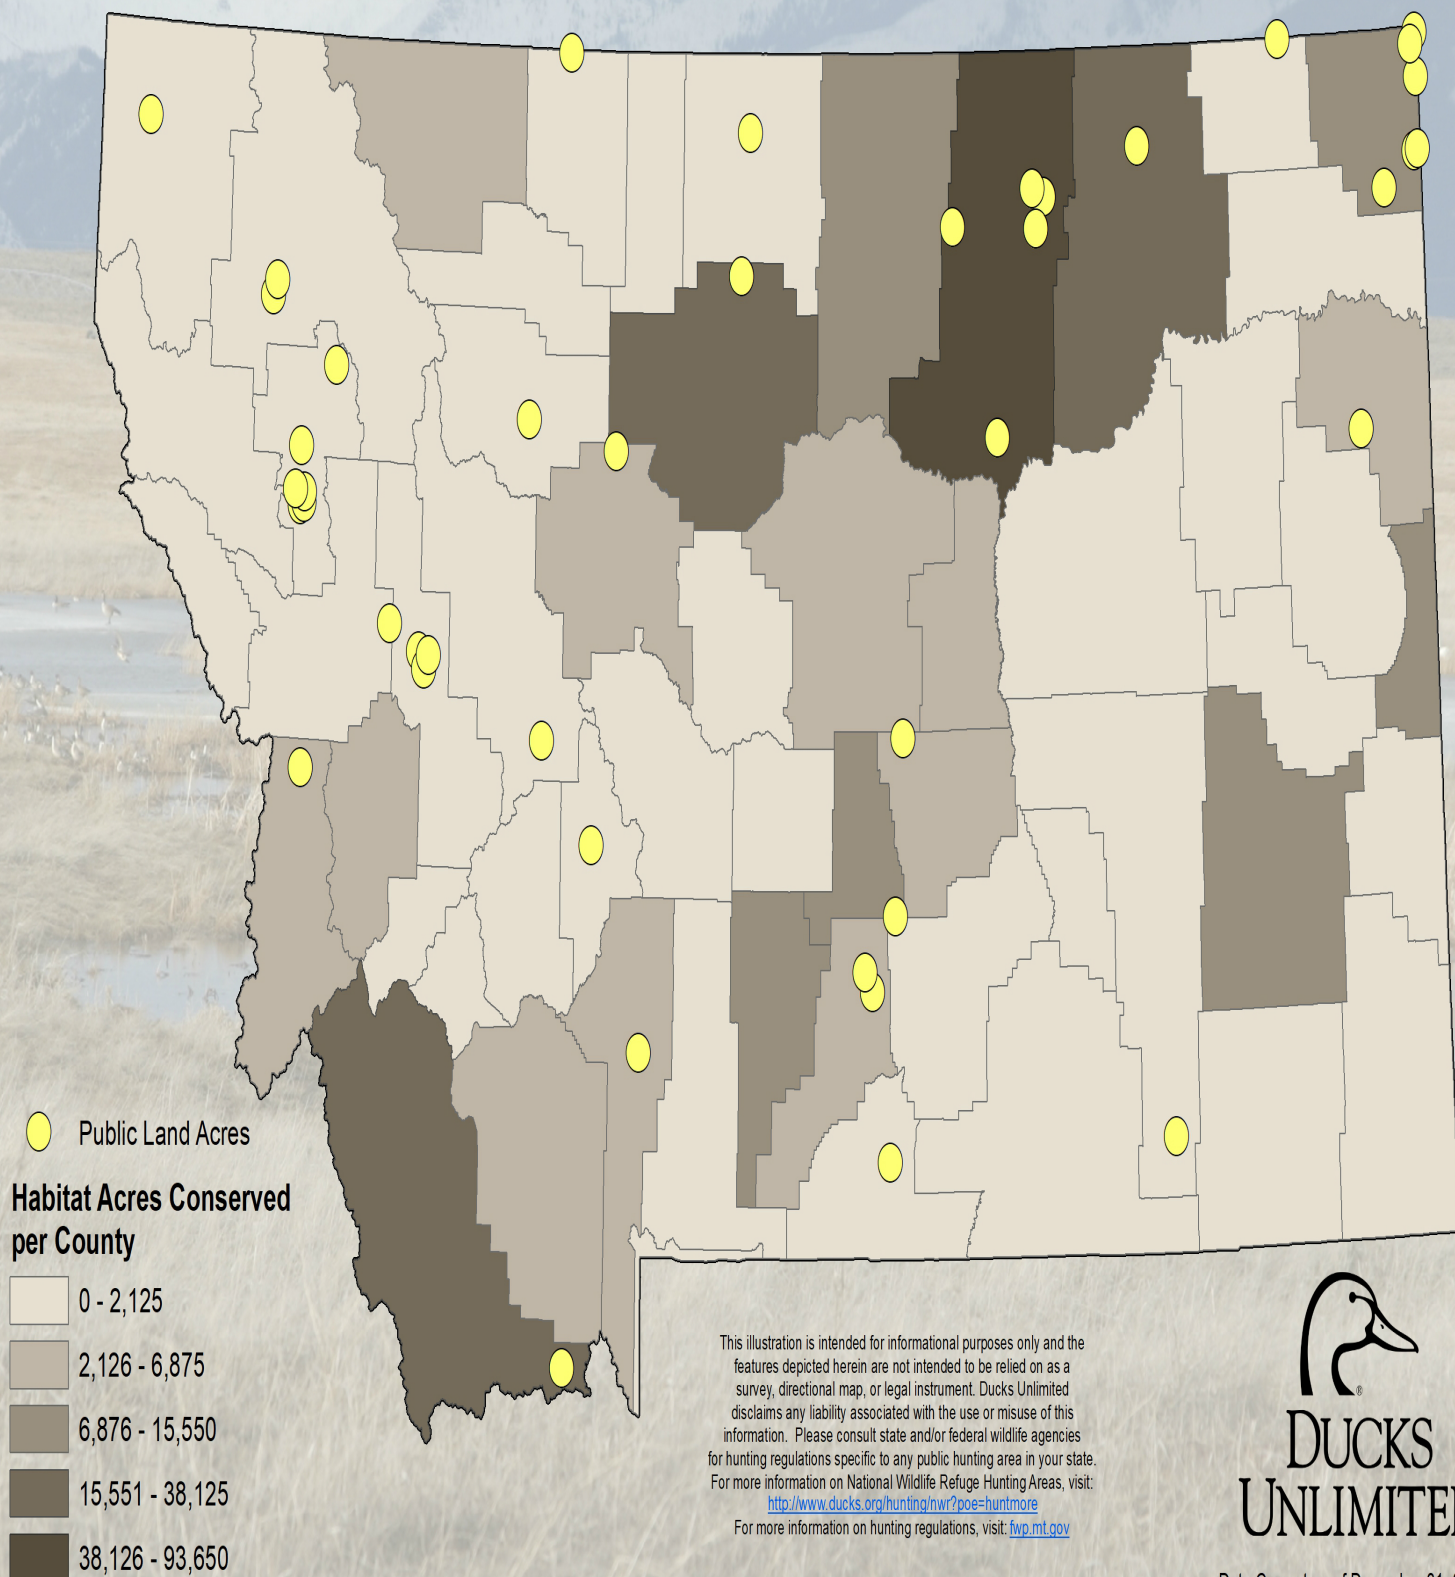 Public Land Acres
Habitat Acres Conserved
per County
0 - 2,125
2,126 - 6,875
6,876 - 15,550
15,551 - 38,125
38,126 - 93,650
This illustration is intended for informational purposes only and the
features depicted herein are not intended to be relied on as a
survey, directional map, or legal instrument. Ducks Unlimited
disclaims any liability associated with the use or misuse of this
information. Please consult state and/or federal wildlife agencies
for hunting regulations specific to any public hunting area in your state.
For more information on National Wildlife Refuge Hunting Areas, visit:
http://www.ducks.org/hunting/nwr?poe=huntmore
For more information on hunting regulations, visit: fwp.mt.gov
®
DUCKS
UNLIMITE